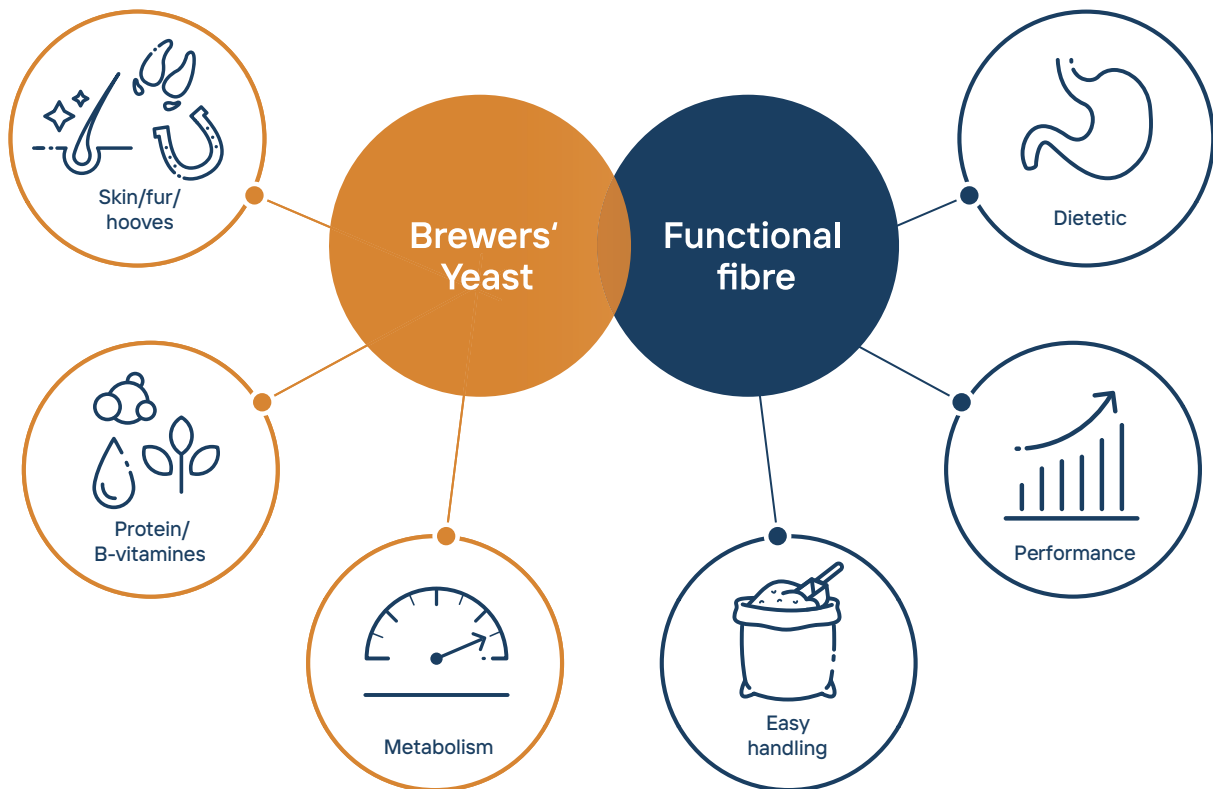 Brewers‘
Yeast
Functional
fibre
Skin/fur/
hooves
Protein/
B-vitamines
Metabolism
Easy
handling
Performance
Dietetic